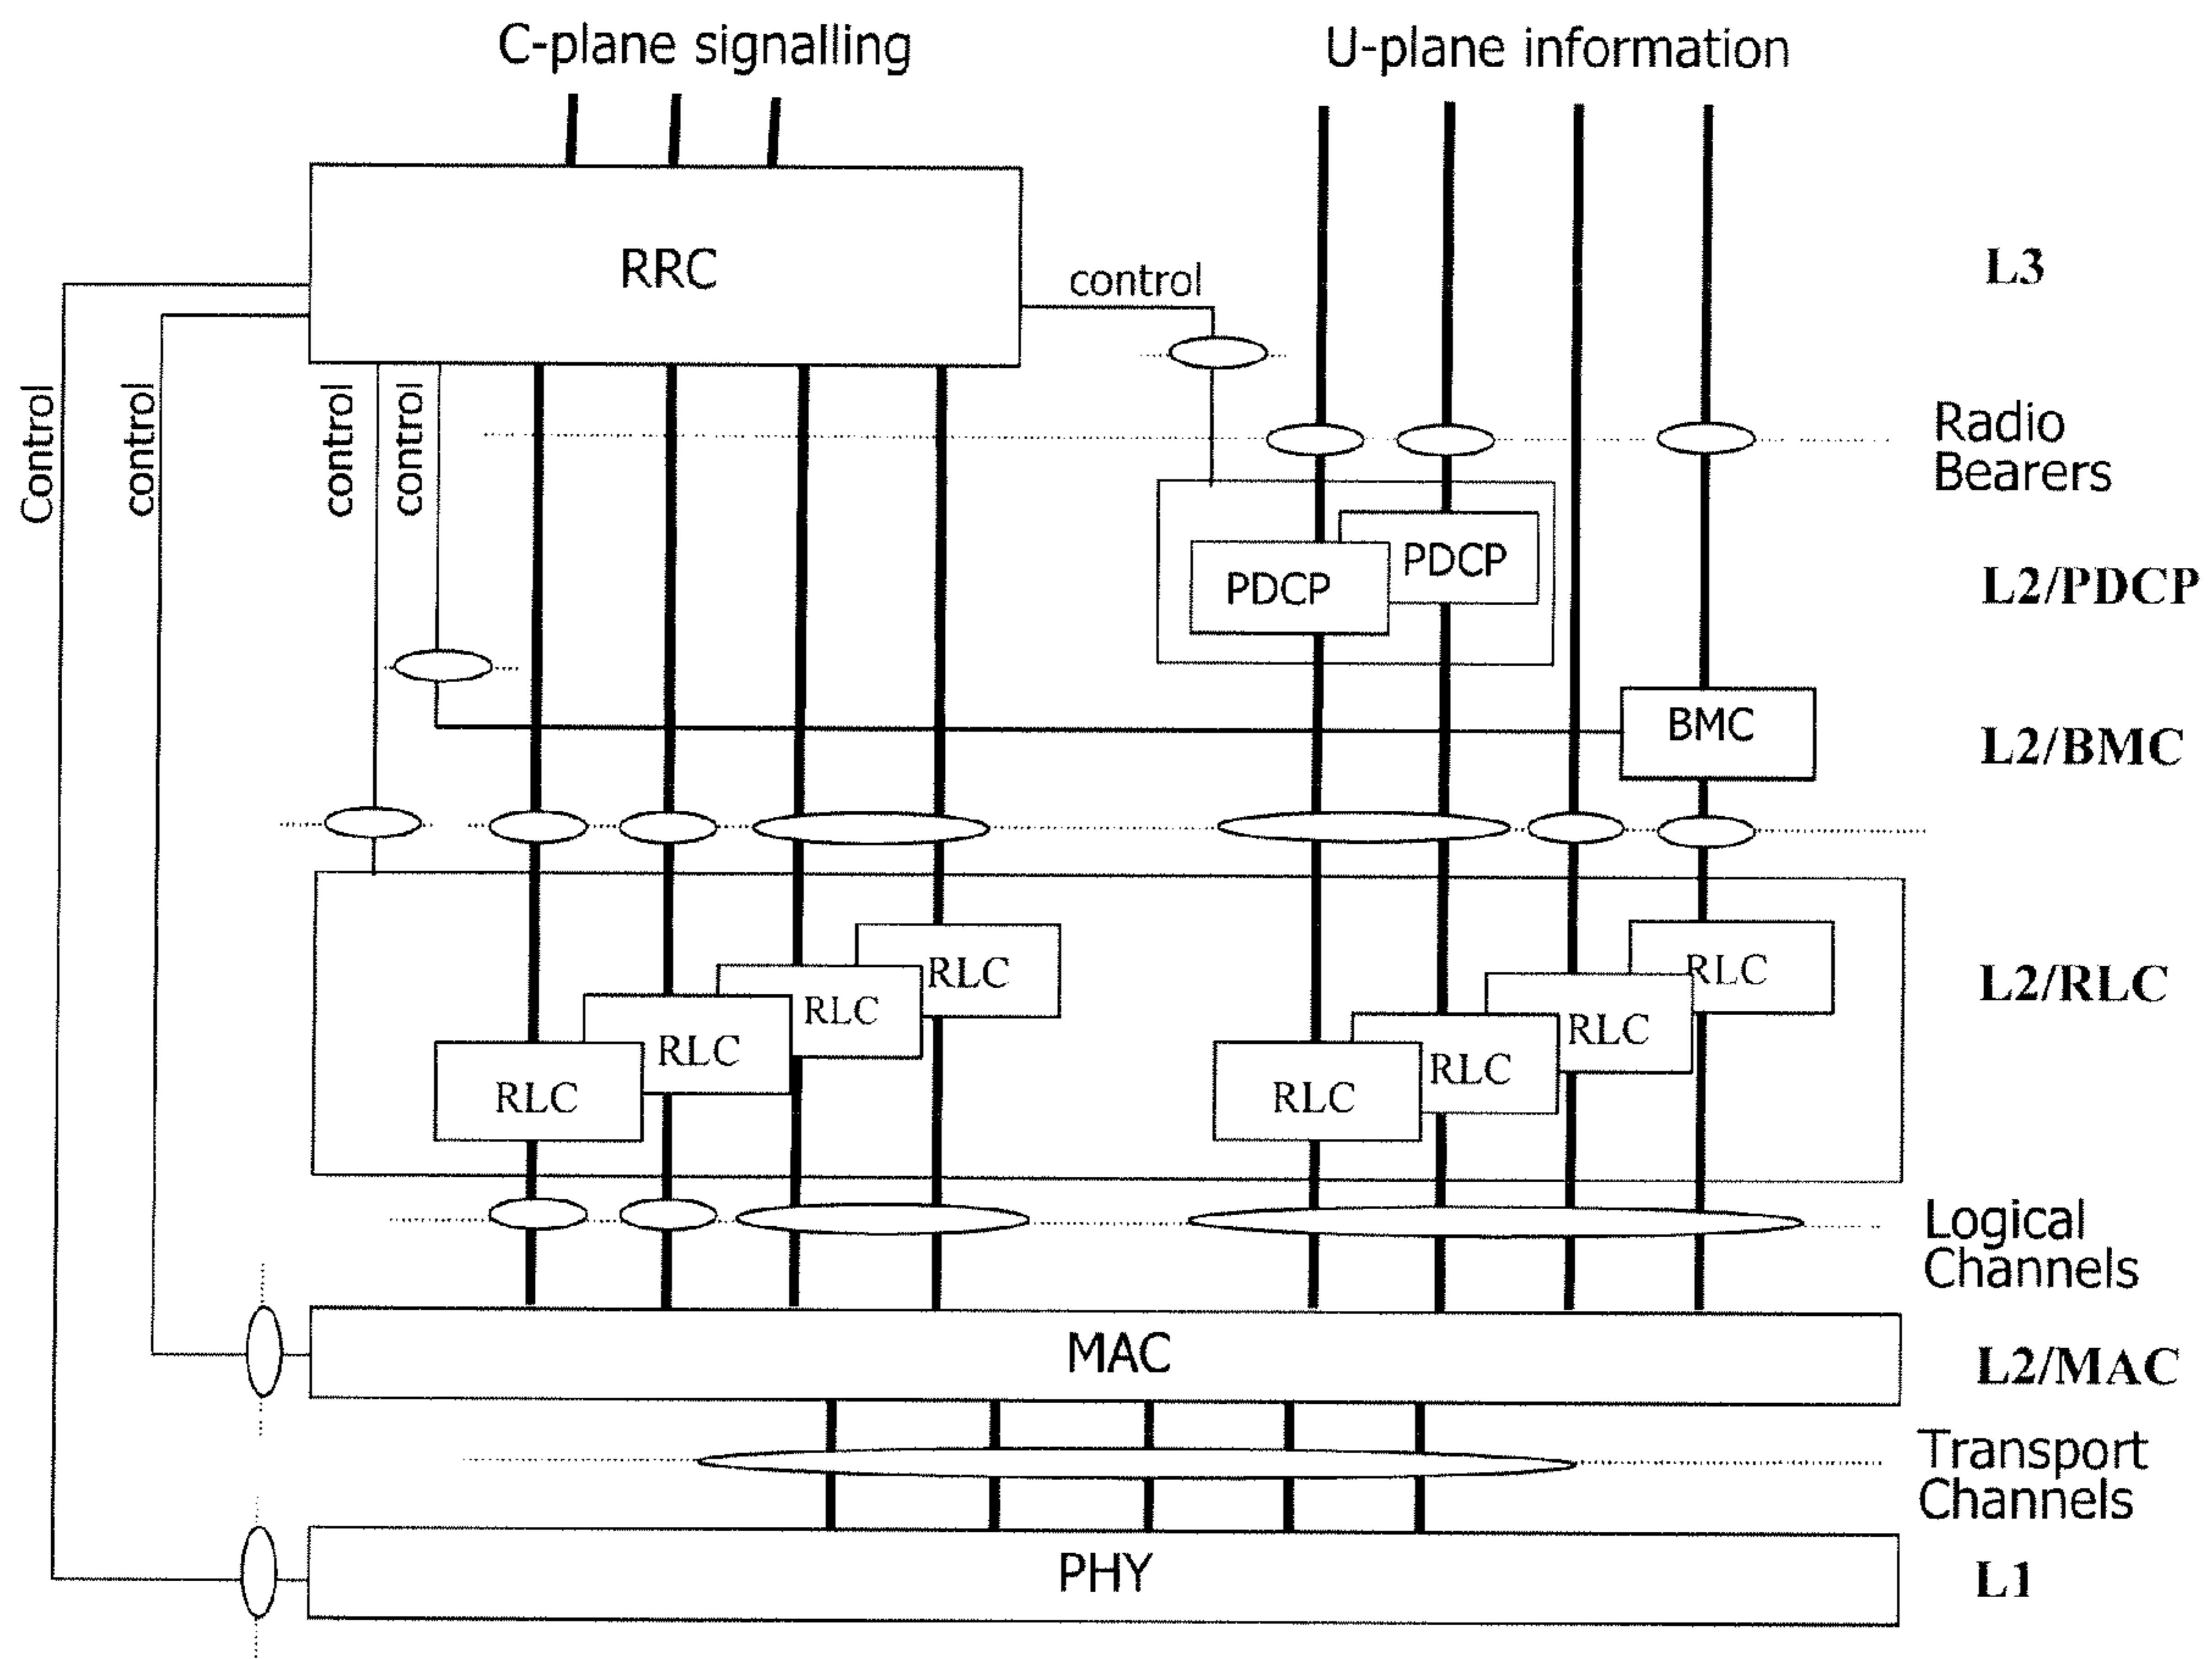 C-plane signalling
U-plane information
RRC
control
L3
Control
control
control
control
Radio
Bearers
PDCP
PDCP
L2/PDCP
BMC
L2/BMC
RLC
RLC
RLC
RLC
RLC
RLC
RLC
RLC
L2/RLC
Logical
Channels
MAC
L2/MAC
Transport
Channels
PHY
L1